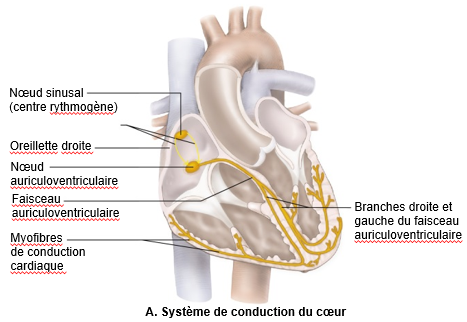 Nœud sinusal
(centre rythmogène)
Oreillette droite
Nœud
auriculoventriculaire
Faisceau
auriculoventriculaire
Myofibres
de conduction
cardiaque
Branches droite et
gauche du faisceau
auriculoventriculaire
A. Système de conduction du cœur